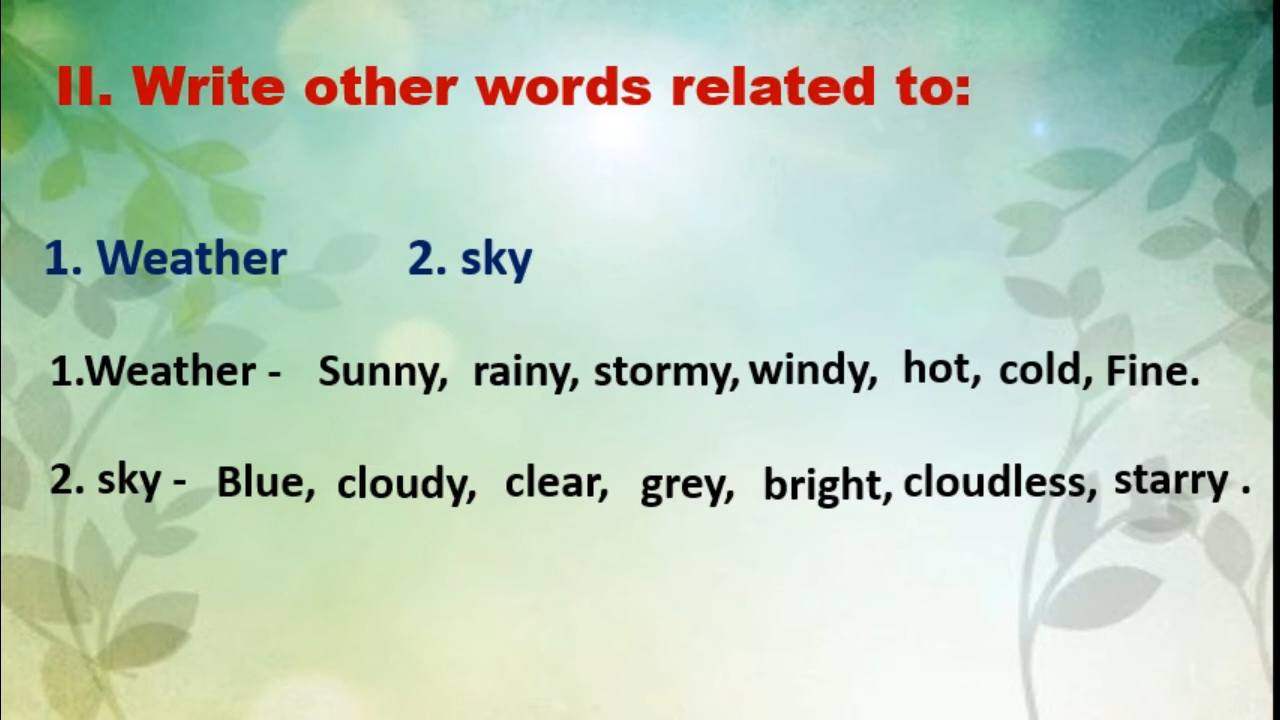 II. Write other words related to:
1. Weather 2. sky
1.Weather - Sunny, rainy, stormy, windy, hot, cold, Fine.
2. sky - Blue, cloudy, clear, grey, bright, cloudless, starry .